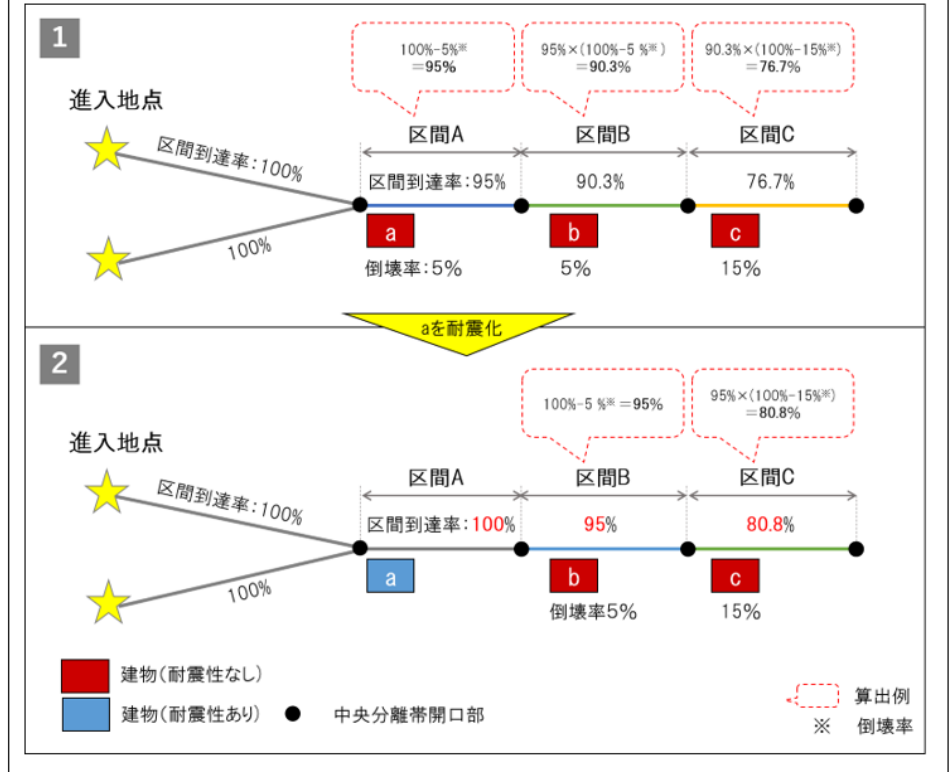 1
100%-5%※
=95%
95%×(100%-5 %※)
=90.3%
90.3%×(100%-15%※)
=76.7%
進入地点
区間A
区間B
区間C
区間到達率:100%
区間到達率:95%
90.3%
76.7%
100%
a
b
c
倒壊率:5%
5%
15%
aを耐震化
2
100%-5 %※ =95%
95%×(100%-15%※)
=80.8%
進入地点
区間A
区間B
区間C
区間到達率:100%
区間到達率:100%
95%
80.8%
100%
a
b
c
倒壊率5%
15%
建物(耐震性なし)
建物(耐震性あり)
中央分離帯開口部
算出例
※ 倒壊率